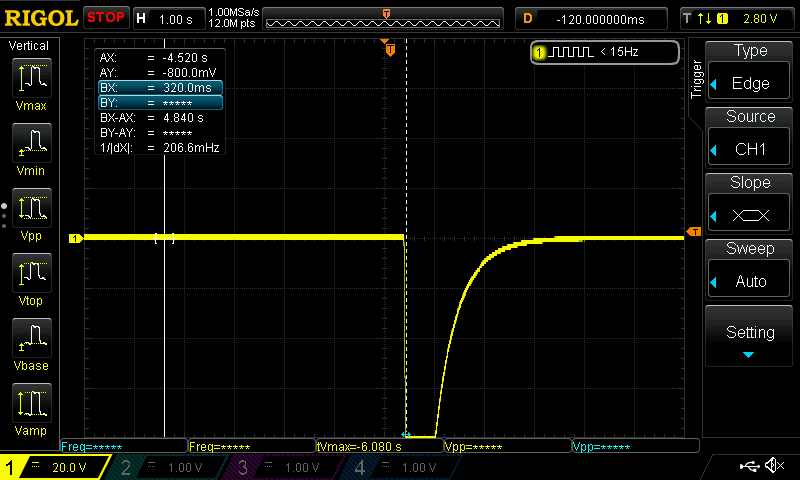 RIGOL STOP H 1.00 s 1.00MSa/s D -120.000000ms T 1 2.80 V
12.0M pts
T
Vertical
Vmax
Vmin
Vpp
Vtop
Vbase
Vamp
AX: = -4.520 s
AY: = -800.0mV
BX: = 320.0ms
BY: = *****
BX-AX: = 4.840 s
BY-AY: = *****
1/|dX|: = 206.6mHz
T
1 < 15Hz
1
T
Trigger
Type
Edge
Source
CH1
Slope
Sweep
Auto
Setting
Freq=***** Freq=***** tVmax=-6.080 s Vpp=***** Vpp=*****
1 = 20.0 V 2 = 1.00 V 3 = 1.00 V 4 = 1.00 V